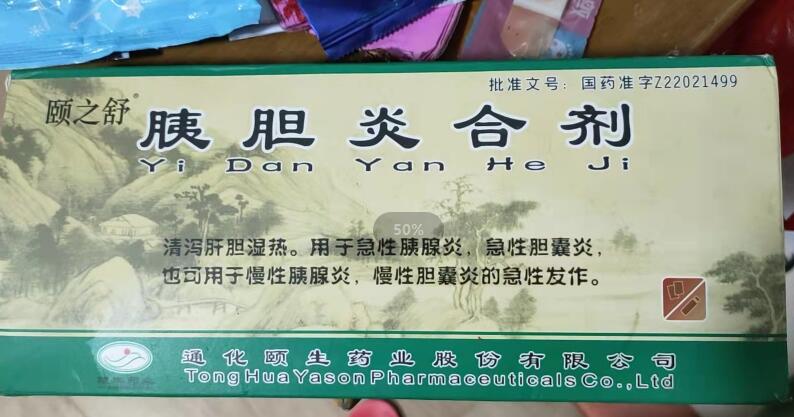 批准文号：国药准字Z22021499
颐之舒®
胰胆炎合剂
Yi Dan Yan He Ji
50%
清泻肝胆湿热。用于急性胰腺炎，急性胆囊炎，
也可用于慢性胰腺炎，慢性胆囊炎的急性发作。
通化颐生药业股份有限公司
TongHuaYasonPharmaceuticalsCo.,Ltd